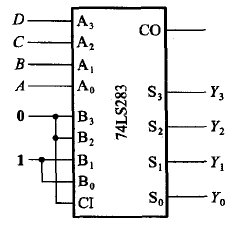 D A₃ CO
C A₂
B A₁
A A₀ S₃ Y₃
0 B₃ 74LS283
B₂ S₂ Y₂
1 B₁ S₁ Y₁
B₀
CI S₀ Y₀